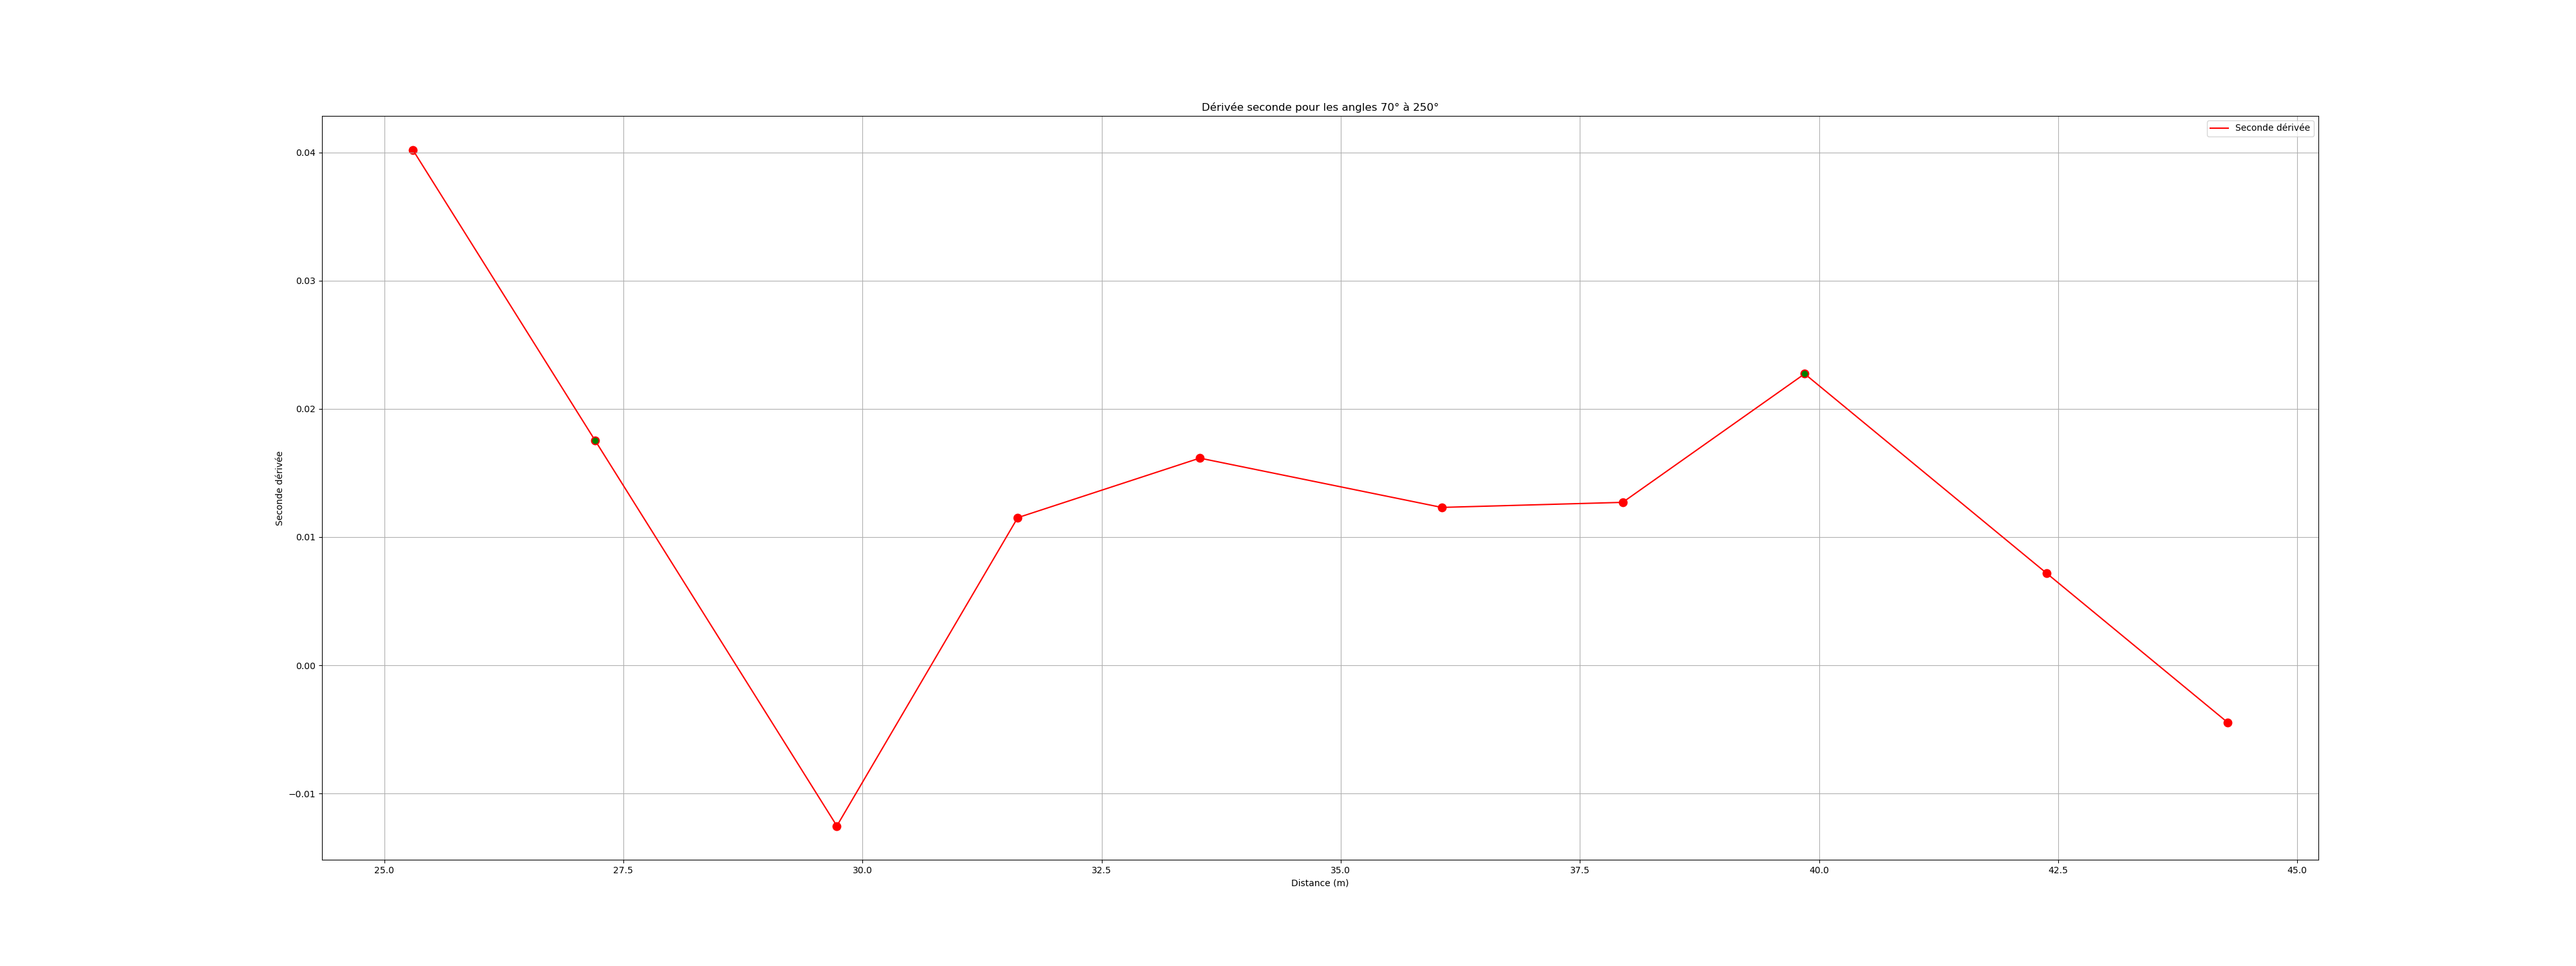 Dérivée seconde pour les angles 70° à 250°
Seconde dérivée
0.04
0.03
0.02
0.01
0.00
−0.01
Seconde dérivée
25.0 27.5 30.0 32.5 35.0 37.5 40.0 42.5 45.0
Distance (m)